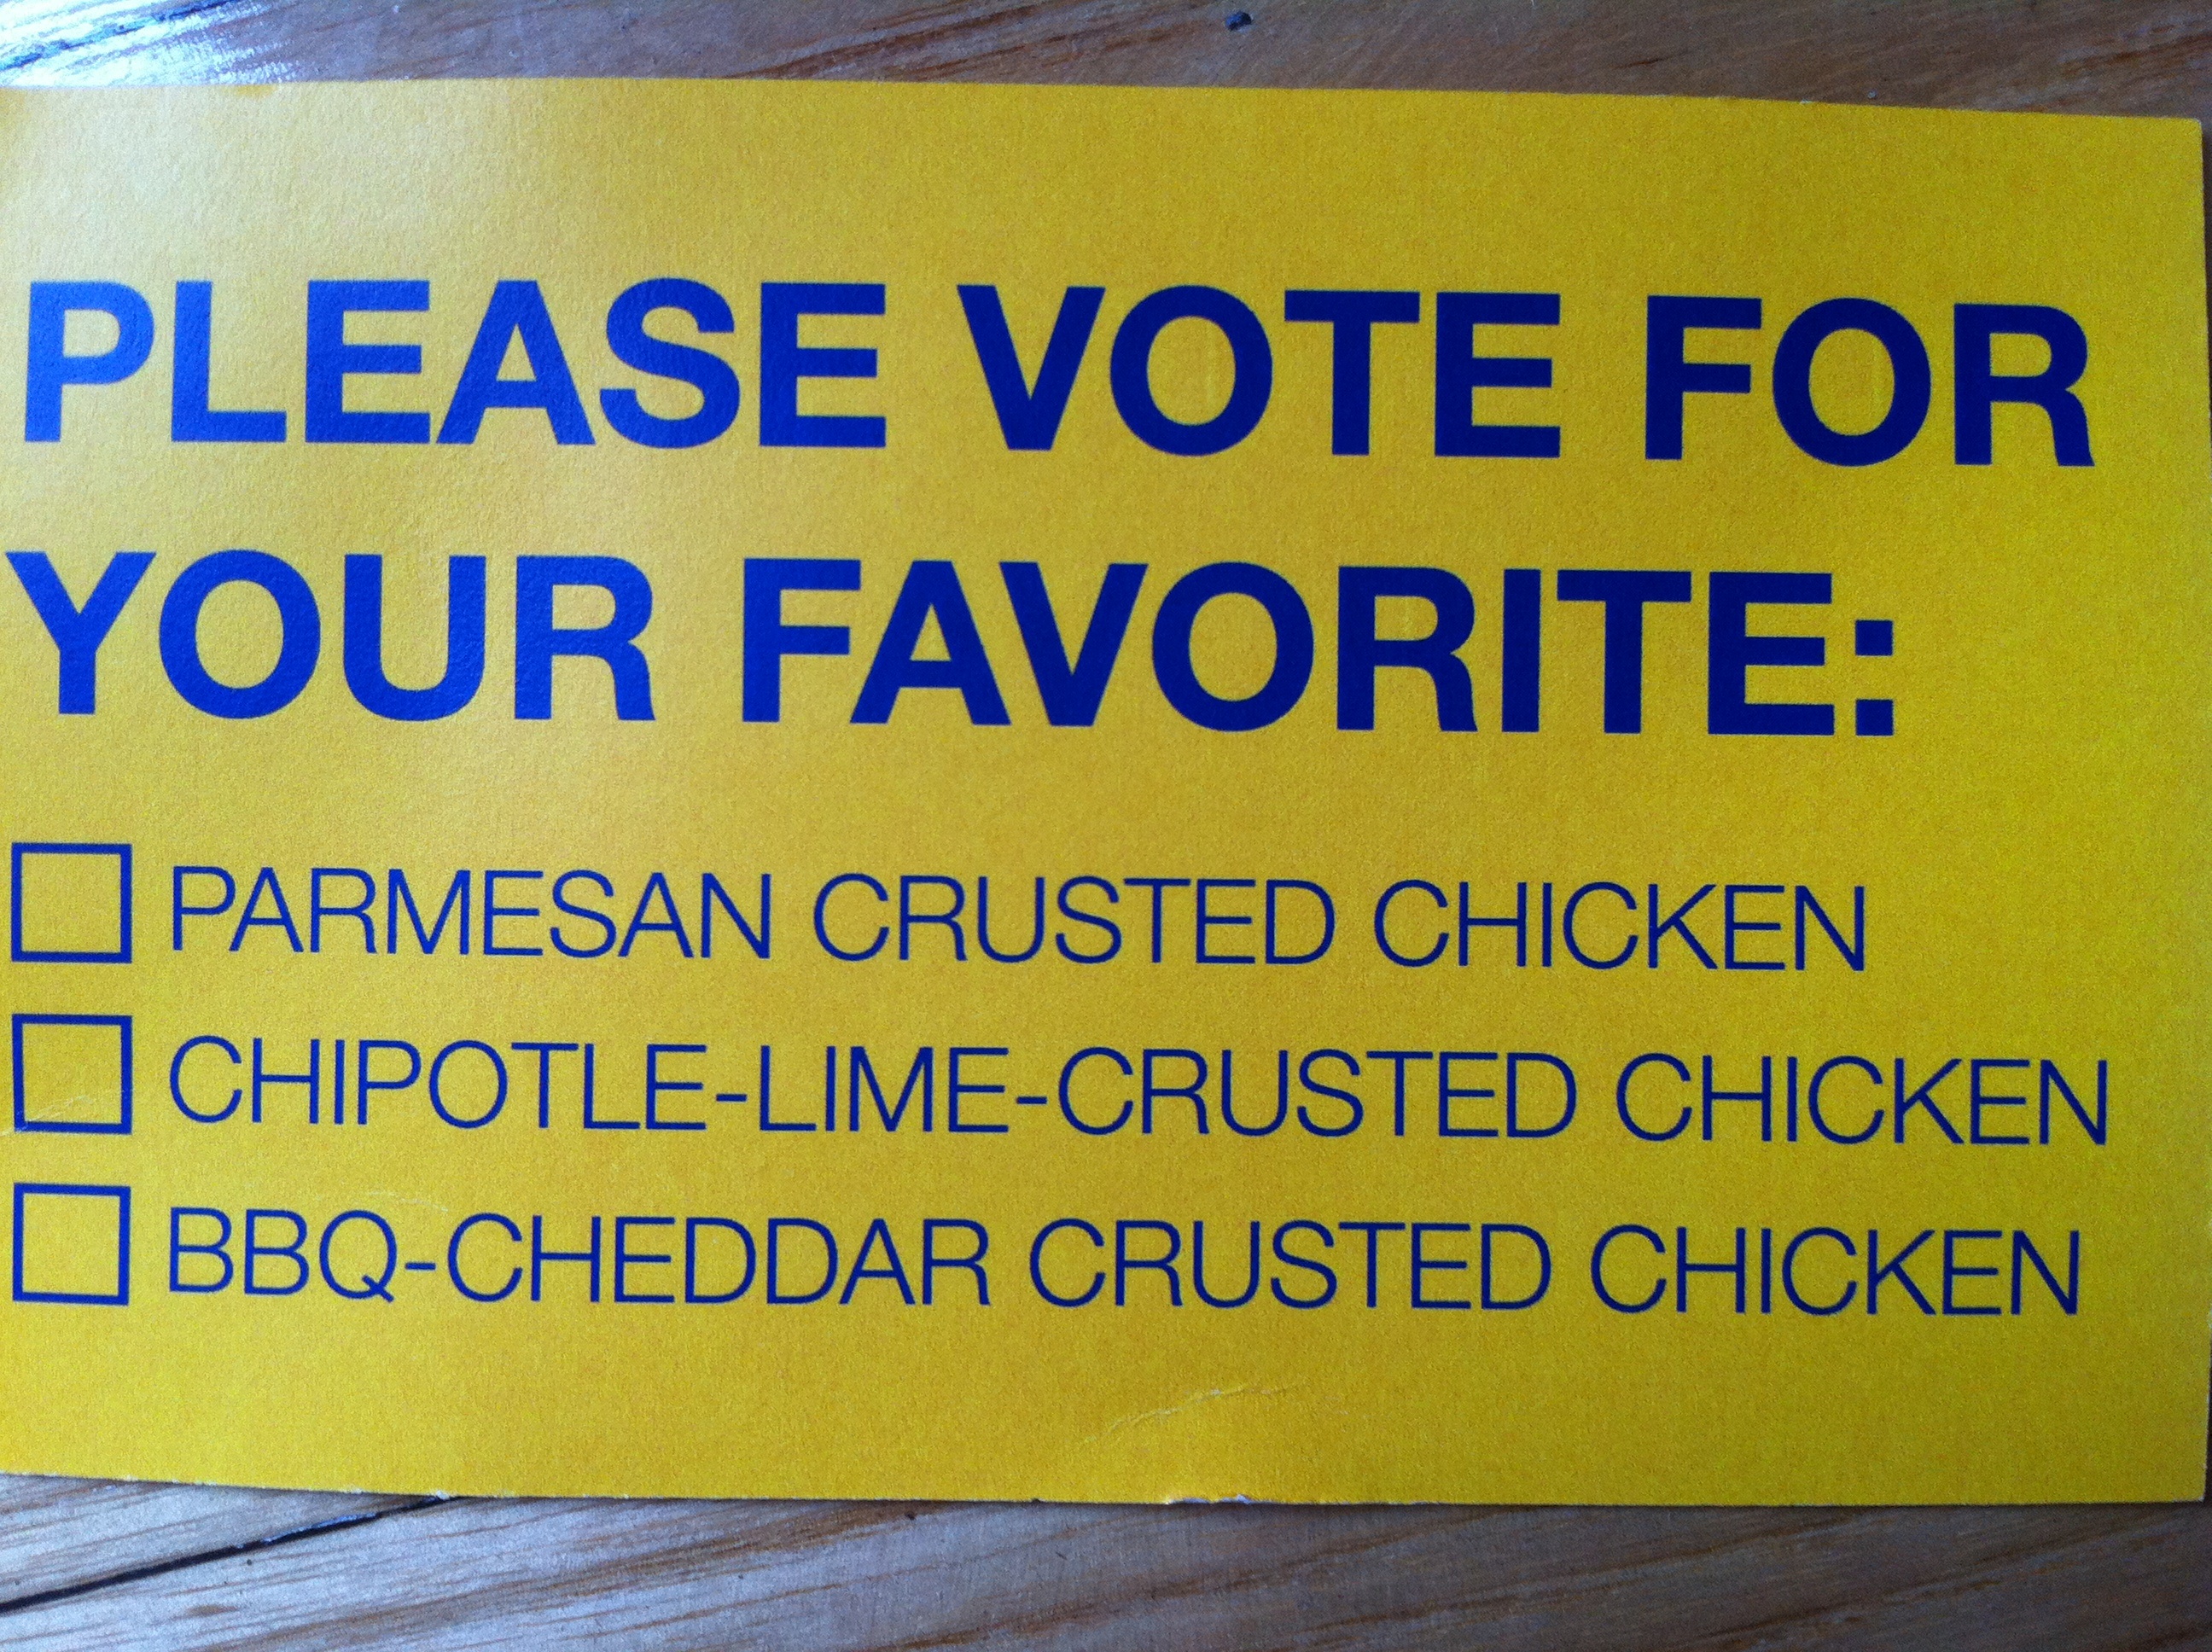 PLEASE VOTE FOR
YOUR FAVORITE:
PARMESAN CRUSTED CHICKEN
CHIPOTLE-LIME-CRUSTED CHICKEN
BBQ-CHEDDAR CRUSTED CHICKEN